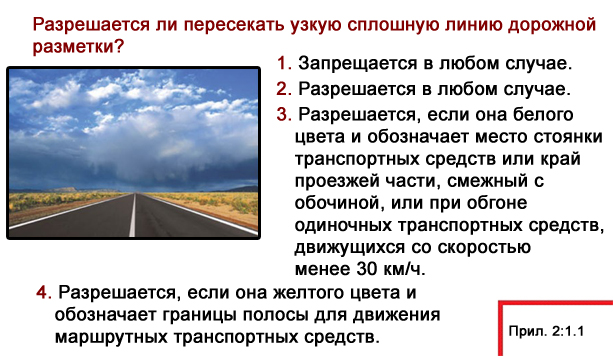 Разрешается ли пересекать узкую сплошную линию дорожной
разметки?
1. Запрещается в любом случае.
2. Разрешается в любом случае.
3. Разрешается, если она белого
цвета и обозначает место стоянки
транспортных средств или край
проезжей части, смежный с
обочиной, или при обгоне
одиночных транспортных средств,
движущихся со скоростью
менее 30 км/ч.
4. Разрешается, если она желтого цвета и
обозначает границы полосы для движения
маршрутных транспортных средств.
Прил. 2:1.1